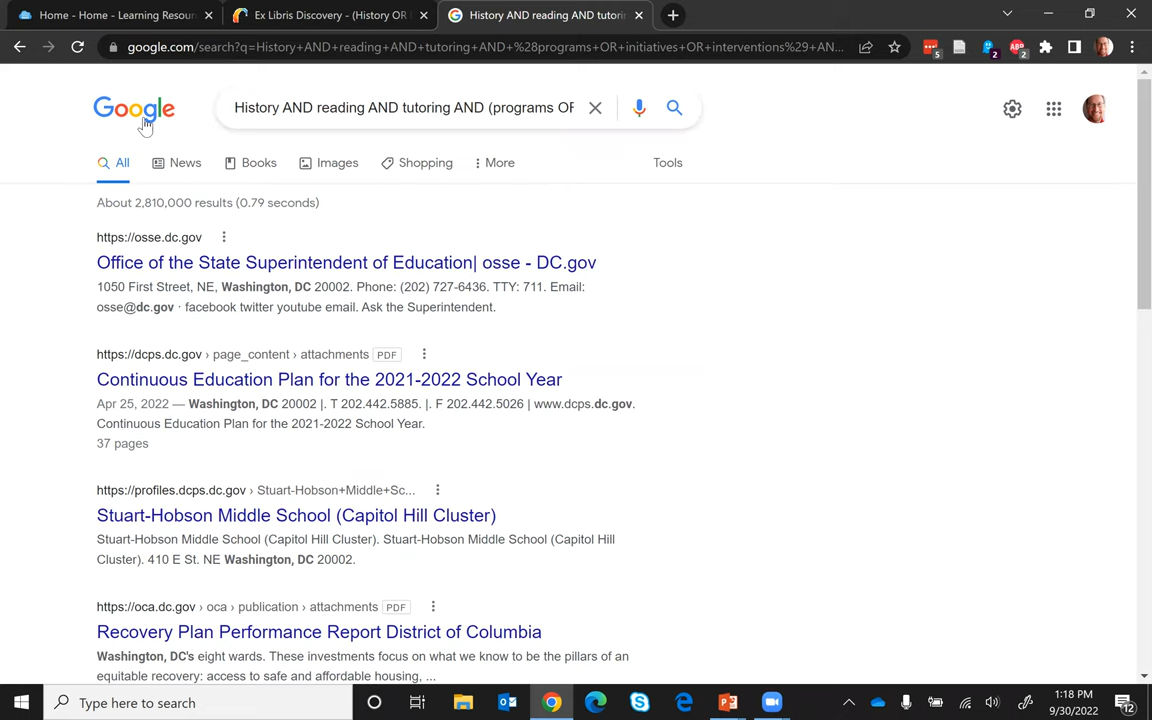 Home - Home - Learning Resour
Ex Libris Discovery - (History OR
History AND reading AND tutorin
google.com/search?q=History+AND+reading+AND+tutoring+AND+%28programs+OR+initiatives+OR+interventions%29+AN...
5
2
ABP
2
Google
History AND reading AND tutoring AND (programs OF
All
News
Books
Images
Shopping
More
Tools
About 2,810,000 results (0.79 seconds)
https://osse.dc.gov
Office of the State Superintendent of Education| osse - DC.gov
1050 First Street, NE, Washington, DC 20002. Phone: (202) 727-6436. TTY: 711. Email:
osse@dc.gov · facebook twitter youtube email. Ask the Superintendent.
https://dcps.dc.gov › page_content › attachments PDF
Continuous Education Plan for the 2021-2022 School Year
Apr 25, 2022 — Washington, DC 20002 |. T 202.442.5885. |. F 202.442.5026 | www.dcps.dc.gov.
Continuous Education Plan for the 2021-2022 School Year.
37 pages
https://profiles.dcps.dc.gov › Stuart-Hobson+Middle+Sc...
Stuart-Hobson Middle School (Capitol Hill Cluster)
Stuart-Hobson Middle School (Capitol Hill Cluster). Stuart-Hobson Middle School (Capitol Hill
Cluster). 410 E St. NE Washington, DC 20002.
https://oca.dc.gov › oca › publication › attachments PDF
Recovery Plan Performance Report District of Columbia
Washington, DC's eight wards. These investments focus on what we know to be the pillars of an
equitable recovery: access to safe and affordable housing, ...
Type here to search
1:18 PM
9/30/2022
12